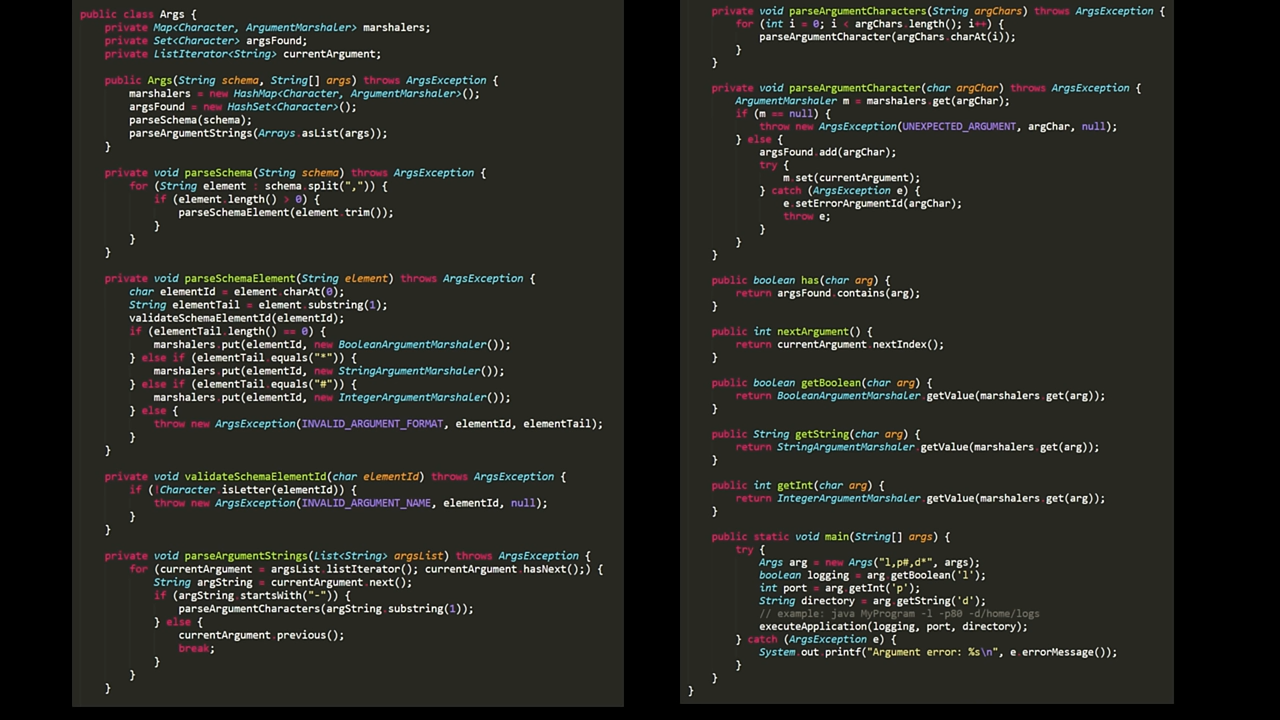 public class Args {
private Map<Character, ArgumentMarshaler> marshalers;
private Set<Character> argsFound;
private ListIterator<String> currentArgument;
public Args(String schema, String[] args) throws ArgsException {
marshalers = new HashMap<Character, ArgumentMarshaler>();
argsFound = new HashSet<Character>();
parseSchema(schema);
parseArgumentStrings(Arrays.asList(args));
}
private void parseSchema(String schema) throws ArgsException {
for (String element : schema.split(",")) {
if (element.length() > 0) {
parseSchemaElement(element.trim());
}
}
}
private void parseSchemaElement(String element) throws ArgsException {
char elementId = element.charAt(0);
String elementTail = element.substring(1);
validateSchemaElementId(elementId);
if (elementTail.length() == 0) {
marshalers.put(elementId, new BooleanArgumentMarshaler());
} else if (elementTail.equals("*")) {
marshalers.put(elementId, new StringArgumentMarshaler());
} else if (elementTail.equals("#")) {
marshalers.put(elementId, new IntegerArgumentMarshaler());
} else {
throw new ArgsException(INVALID_ARGUMENT_FORMAT, elementId, elementTail);
}
}
private void validateSchemaElementId(char elementId) throws ArgsException {
if (!Character.isLetter(elementId)) {
throw new ArgsException(INVALID_ARGUMENT_NAME, elementId, null);
}
}
private void parseArgumentStrings(List<String> argsList) throws ArgsException {
for (currentArgument = argsList.listIterator(); currentArgument.hasNext();) {
String argString = currentArgument.next();
if (argString.startsWith("-")) {
parseArgumentCharacters(argString.substring(1));
} else {
currentArgument.previous();
break;
}
}
}
private void parseArgumentCharacters(String argChars) throws ArgsException {
for (int i = 0; i < argChars.length(); i++) {
parseArgumentCharacter(argChars.charAt(i));
}
}
private void parseArgumentCharacter(char argChar) throws ArgsException {
ArgumentMarshaler m = marshalers.get(argChar);
if (m == null) {
throw new ArgsException(UNEXPECTED_ARGUMENT, argChar, null);
} else {
argsFound.add(argChar);
try {
m.set(currentArgument);
} catch (ArgsException e) {
e.setErrorArgumentId(argChar);
throw e;
}
}
}
public boolean has(char arg) {
return argsFound.contains(arg);
}
public int nextArgument() {
return currentArgument.nextIndex();
}
public boolean getBoolean(char arg) {
return BooleanArgumentMarshaler.getValue(marshalers.get(arg));
}
public String getString(char arg) {
return StringArgumentMarshaler.getValue(marshalers.get(arg));
}
public int getInt(char arg) {
return IntegerArgumentMarshaler.getValue(marshalers.get(arg));
}
public static void main(String[] args) {
try {
Args arg = new Args("l,p#,d*", args);
boolean logging = arg.getBoolean('l');
int port = arg.getInt('p');
String directory = arg.getString('d');
// example: java MyProgram -l -p80 -d/home/logs
executeApplication(logging, port, directory);
} catch (ArgsException e) {
System.out.printf("Argument error: %s\n", e.errorMessage());
}
}
}